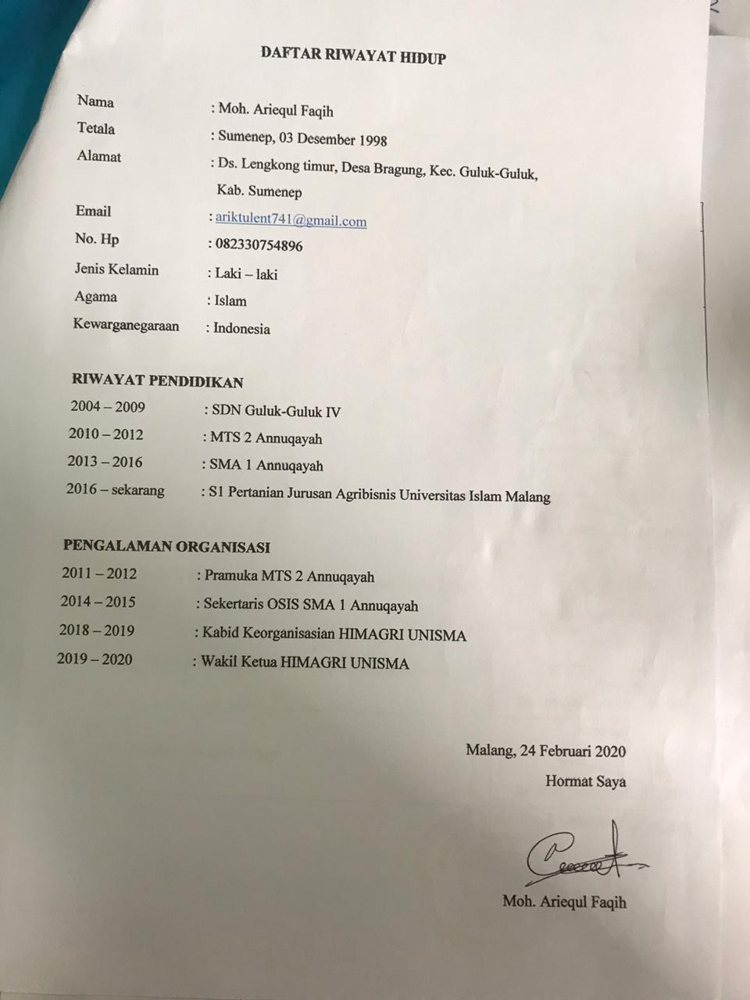 DAFTAR RIWAYAT HIDUP
Nama : Moh. Ariequl Faqih
Tetala : Sumenep, 03 Desember 1998
Alamat : Ds. Lengkong timur, Desa Bragung, Kec. Guluk-Guluk,
Kab. Sumenep
Email : ariktulent741@gmail.com
No. Hp : 082330754896
Jenis Kelamin : Laki – laki
Agama : Islam
Kewarganegaraan : Indonesia
RIWAYAT PENDIDIKAN
2004 – 2009 : SDN Guluk-Guluk IV
2010 – 2012 : MTS 2 Annuqayah
2013 – 2016 : SMA 1 Annuqayah
2016 – sekarang : S1 Pertanian Jurusan Agribisnis Universitas Islam Malang
PENGALAMAN ORGANISASI
2011 – 2012 : Pramuka MTS 2 Annuqayah
2014 – 2015 : Sekertaris OSIS SMA 1 Annuqayah
2018 – 2019 : Kabid Keorganisasian HIMAGRI UNISMA
2019 – 2020 : Wakil Ketua HIMAGRI UNISMA
Malang, 24 Februari 2020
Hormat Saya
Moh. Ariequl Faqih